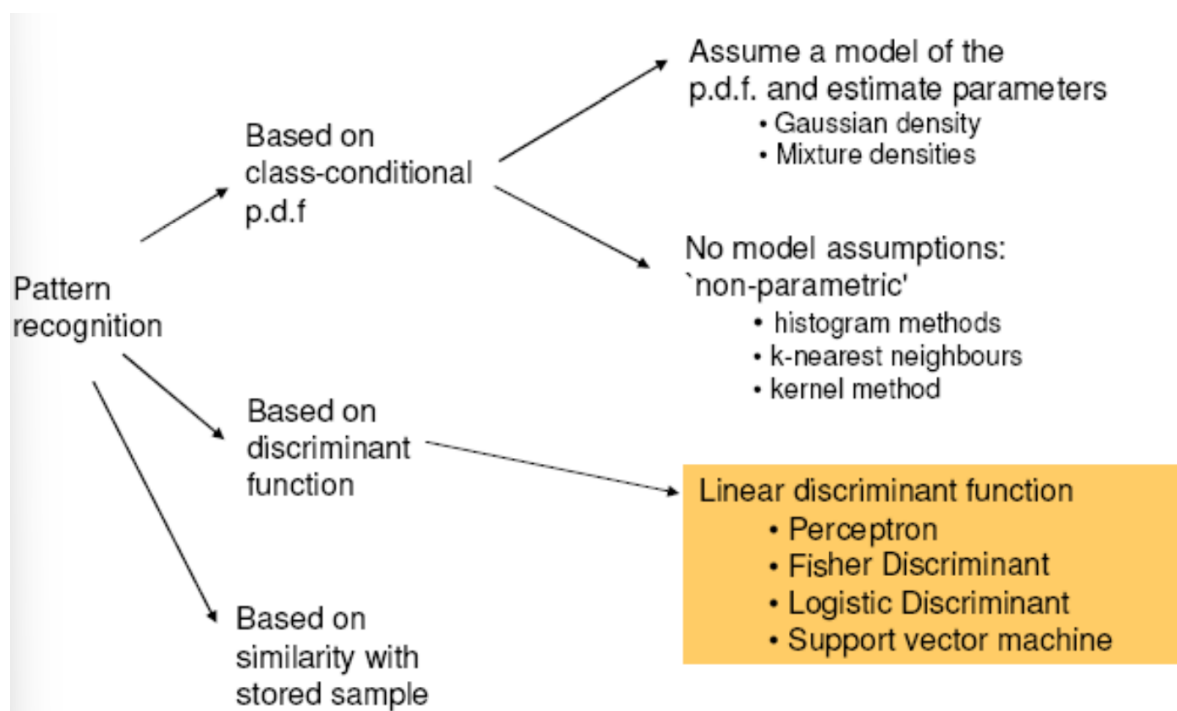 Pattern
recognition
Based on
class-conditional
p.d.f
Assume a model of the
p.d.f. and estimate parameters
• Gaussian density
• Mixture densities
No model assumptions:
`non-parametric'
• histogram methods
• k-nearest neighbours
• kernel method
Based on
discriminant
function
Linear discriminant function
• Perceptron
• Fisher Discriminant
• Logistic Discriminant
• Support vector machine
Based on
similarity with
stored sample